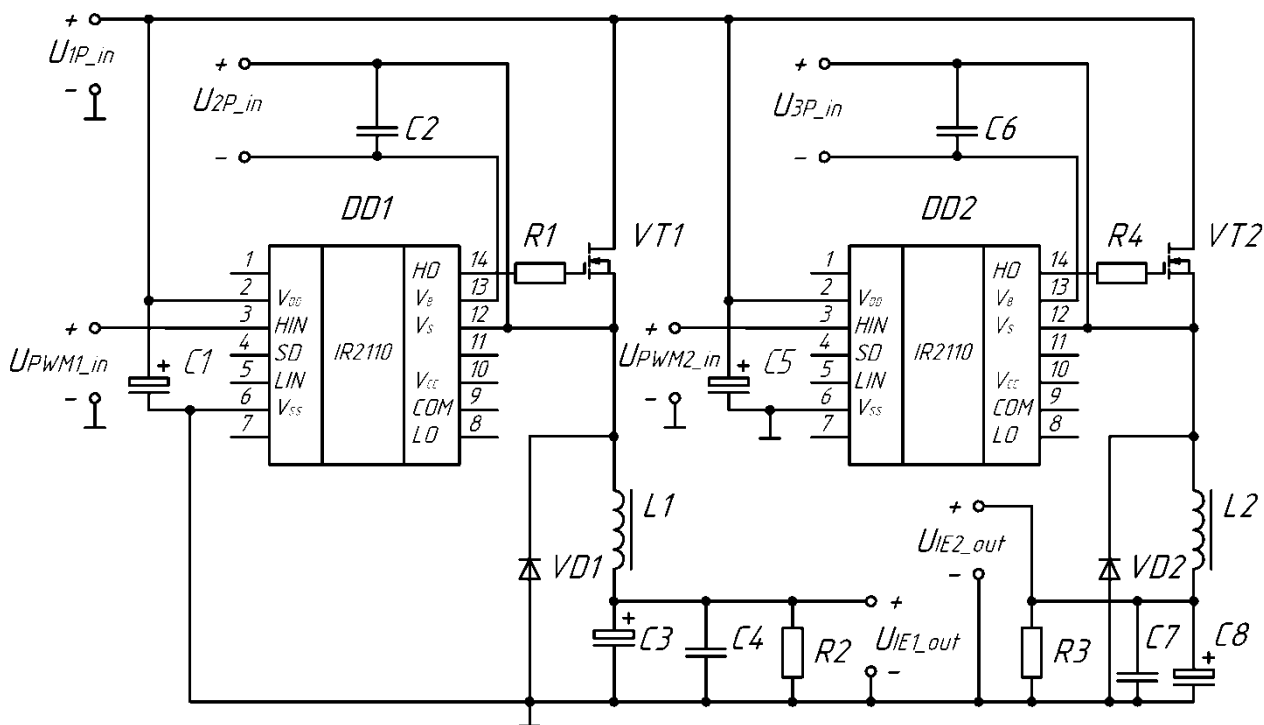 +
U1P_in
-
+
U2P_in
-
C2
+
U3P_in
-
C6
DD1
R1
VT1
DD2
R4
VT2
1
2 VDD
3 HIN
4 SD
5 LIN
6 VSS
7
IR2110
HO 14
VB 13
VS 12
11
VCC 10
COM 9
LO 8
+
UPWM1_in
-
+
C1
1
2 VDD
3 HIN
4 SD
5 LIN
6 VSS
7
IR2110
HO 14
VB 13
VS 12
11
VCC 10
COM 9
LO 8
+
UPWM2_in
-
+
C5
L1
VD1
+
C3
C4
R2
+
UIE1_out
-
+
UIE2_out
-
L2
VD2
R3
C7
+
C8